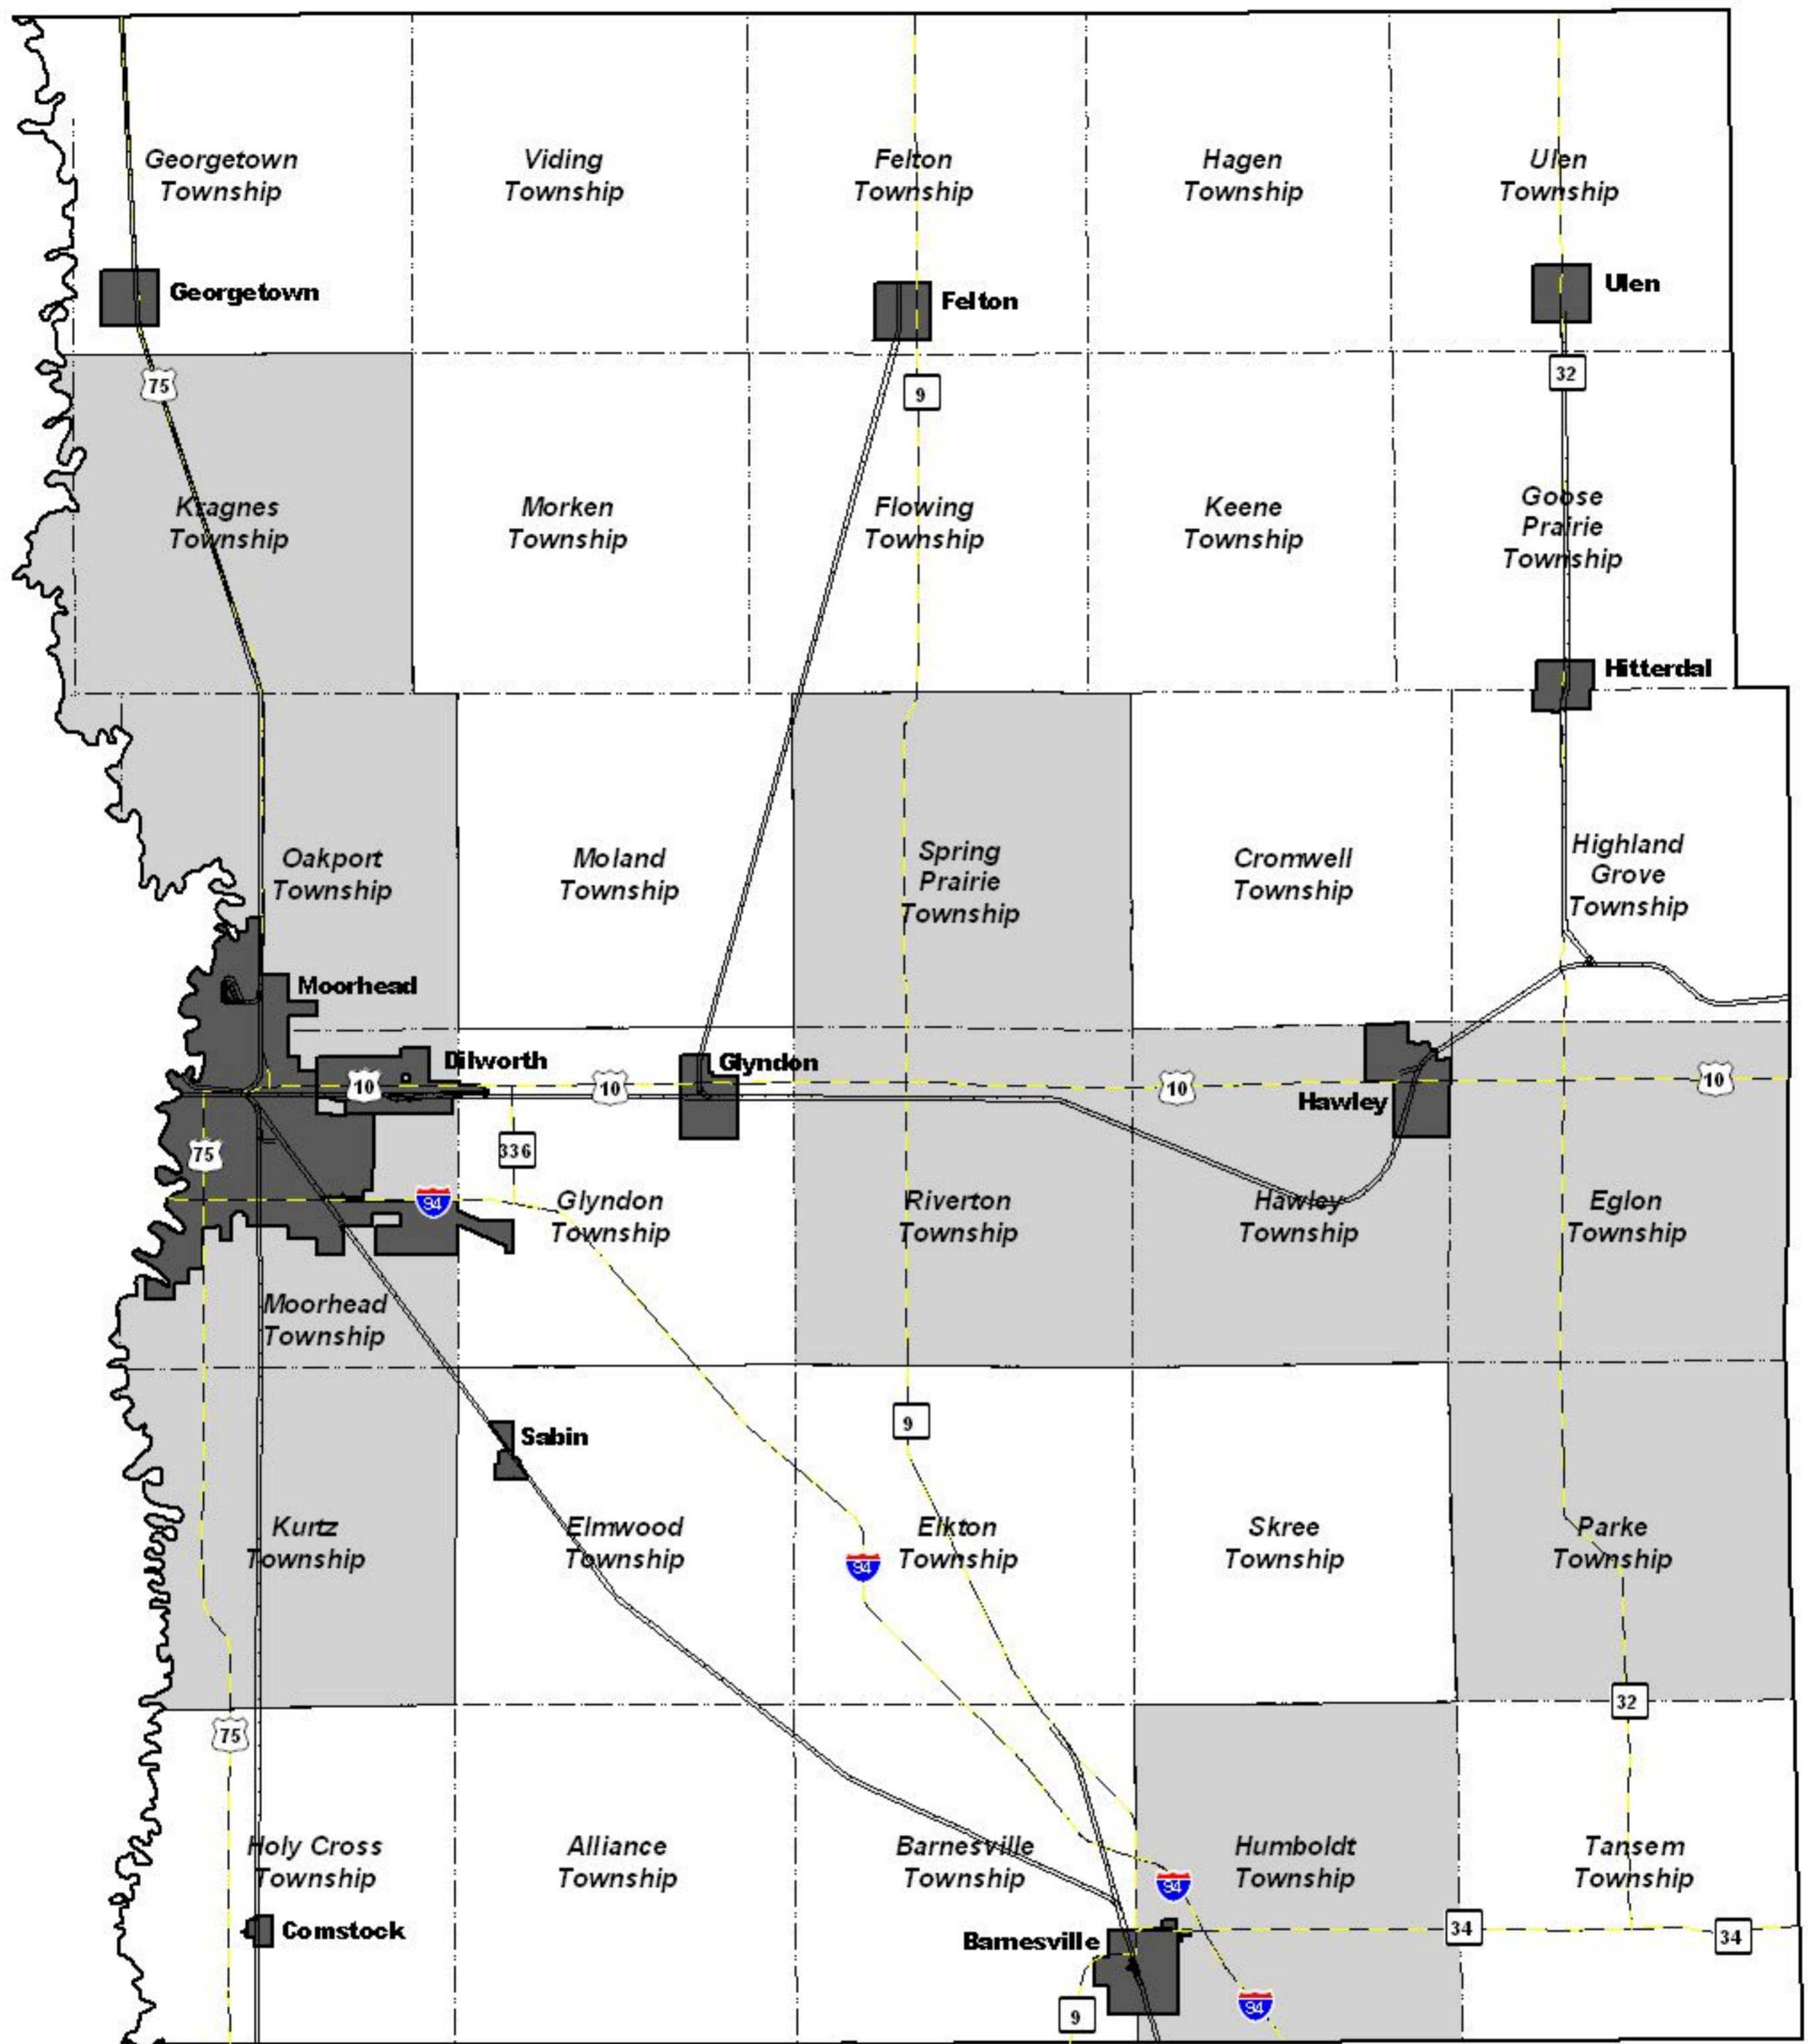 Georgetown
Township
Viding
Township
Felton
Township
Hagen
Township
Ulen
Township
Georgetown
Felton
Ulen
75
9
32
Kragnes
Township
Morken
Township
Flowing
Township
Keene
Township
Goose
Prairie
Township
Hitterdal
Oakport
Township
Moland
Township
Spring
Prairie
Township
Cromwell
Township
Highland
Grove
Township
Moorhead
Dilworth
Glyndon
Hawley
10
10
10
10
75
336
94
Glyndon
Township
Riverton
Township
Hawley
Township
Eglon
Township
Moorhead
Township
Sabin
9
Kurtz
Township
Elmwood
Township
94
Elkton
Township
Skree
Township
Parke
Township
32
75
Holy Cross
Township
Alliance
Township
Barnesville
Township
Humboldt
Township
Tansem
Township
94
Comstock
Barnesville
34
34
9
94